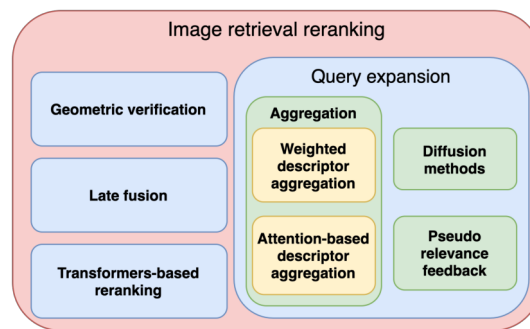 Image retrieval reranking
Geometric verification
Late fusion
Transformers-based
reranking
Query expansion
Aggregation
Weighted
descriptor
aggregation
Attention-based
descriptor
aggregation
Diffusion
methods
Pseudo
relevance
feedback